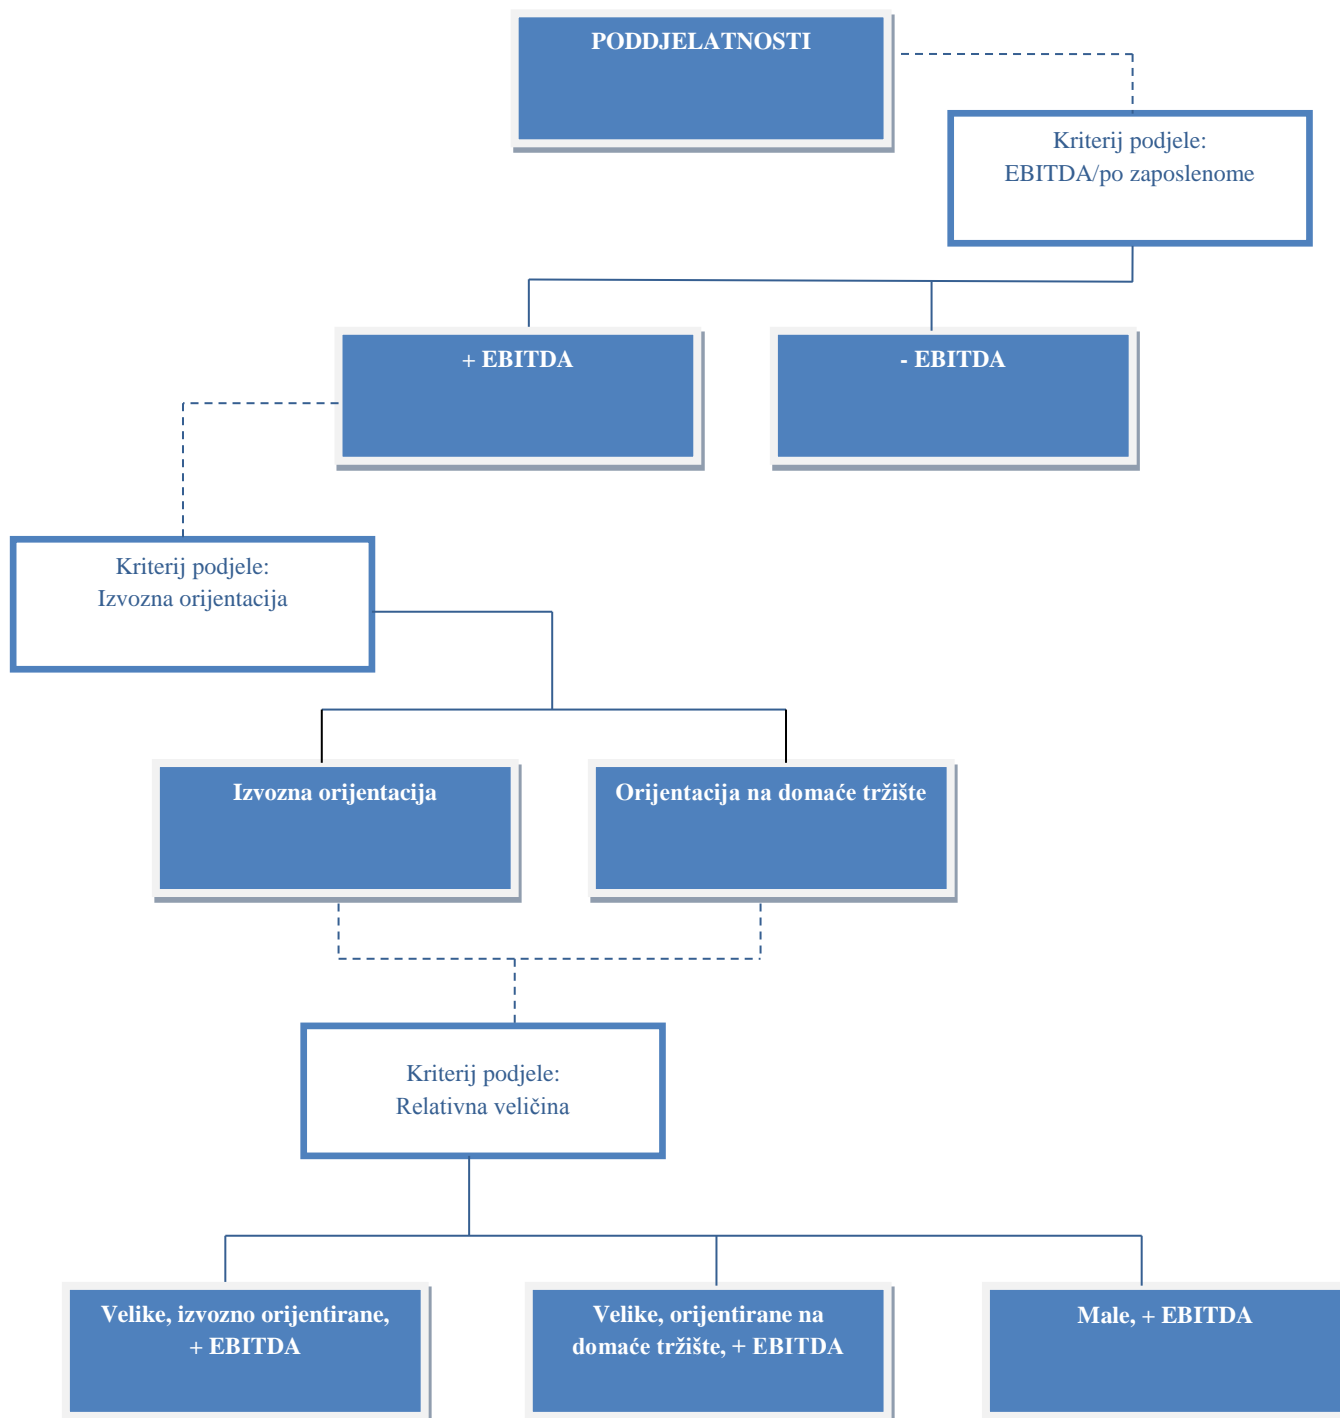 PODDJELATNOSTI
Kriterij podjele:
EBITDA/po zaposlenome
+ EBITDA
- EBITDA
Kriterij podjele:
Izvozna orijentacija
Izvozna orijentacija
Orijentacija na domaće tržište
Kriterij podjele:
Relativna veličina
Velike, izvozno orijentirane,
+ EBITDA
Velike, orijentirane na
domaće tržište, + EBITDA
Male, + EBITDA